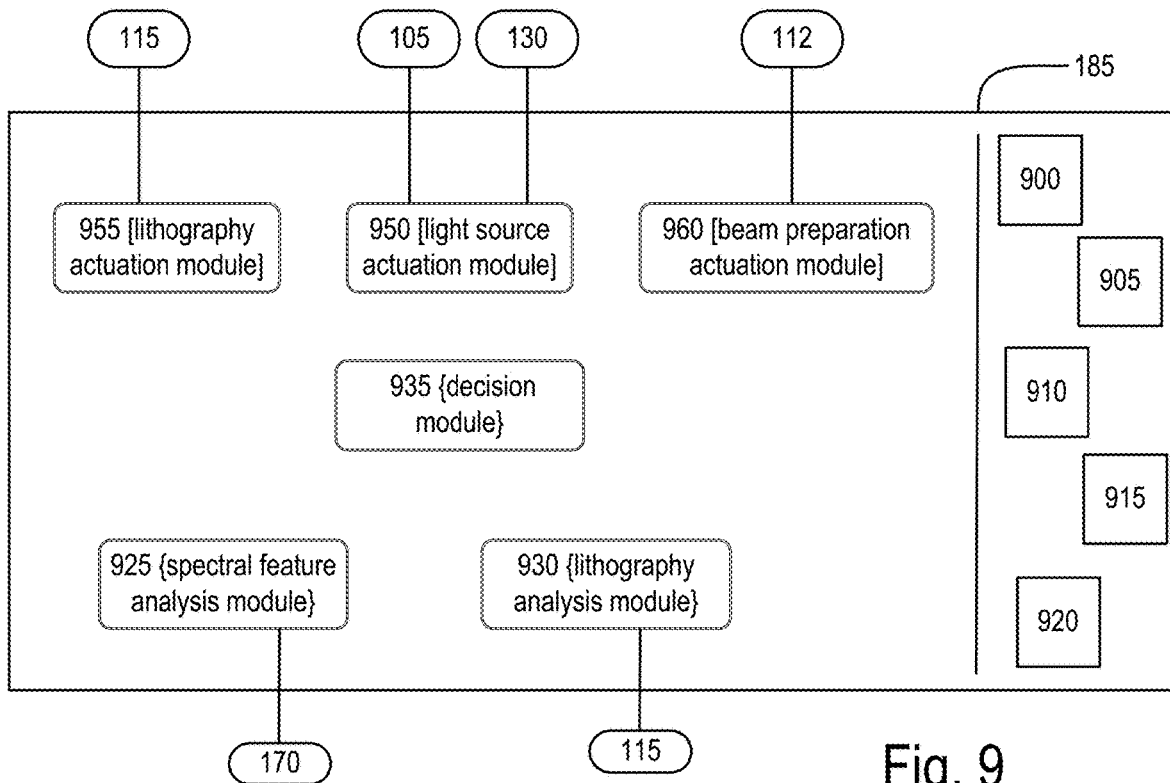 115
105
130
112
185
900
955 [lithography
actuation module]
950 [light source
actuation module]
960 [beam preparation
actuation module]
905
935 {decision
module}
910
915
925 {spectral feature
analysis module}
930 {lithography
analysis module}
920
170
115
Fig. 9